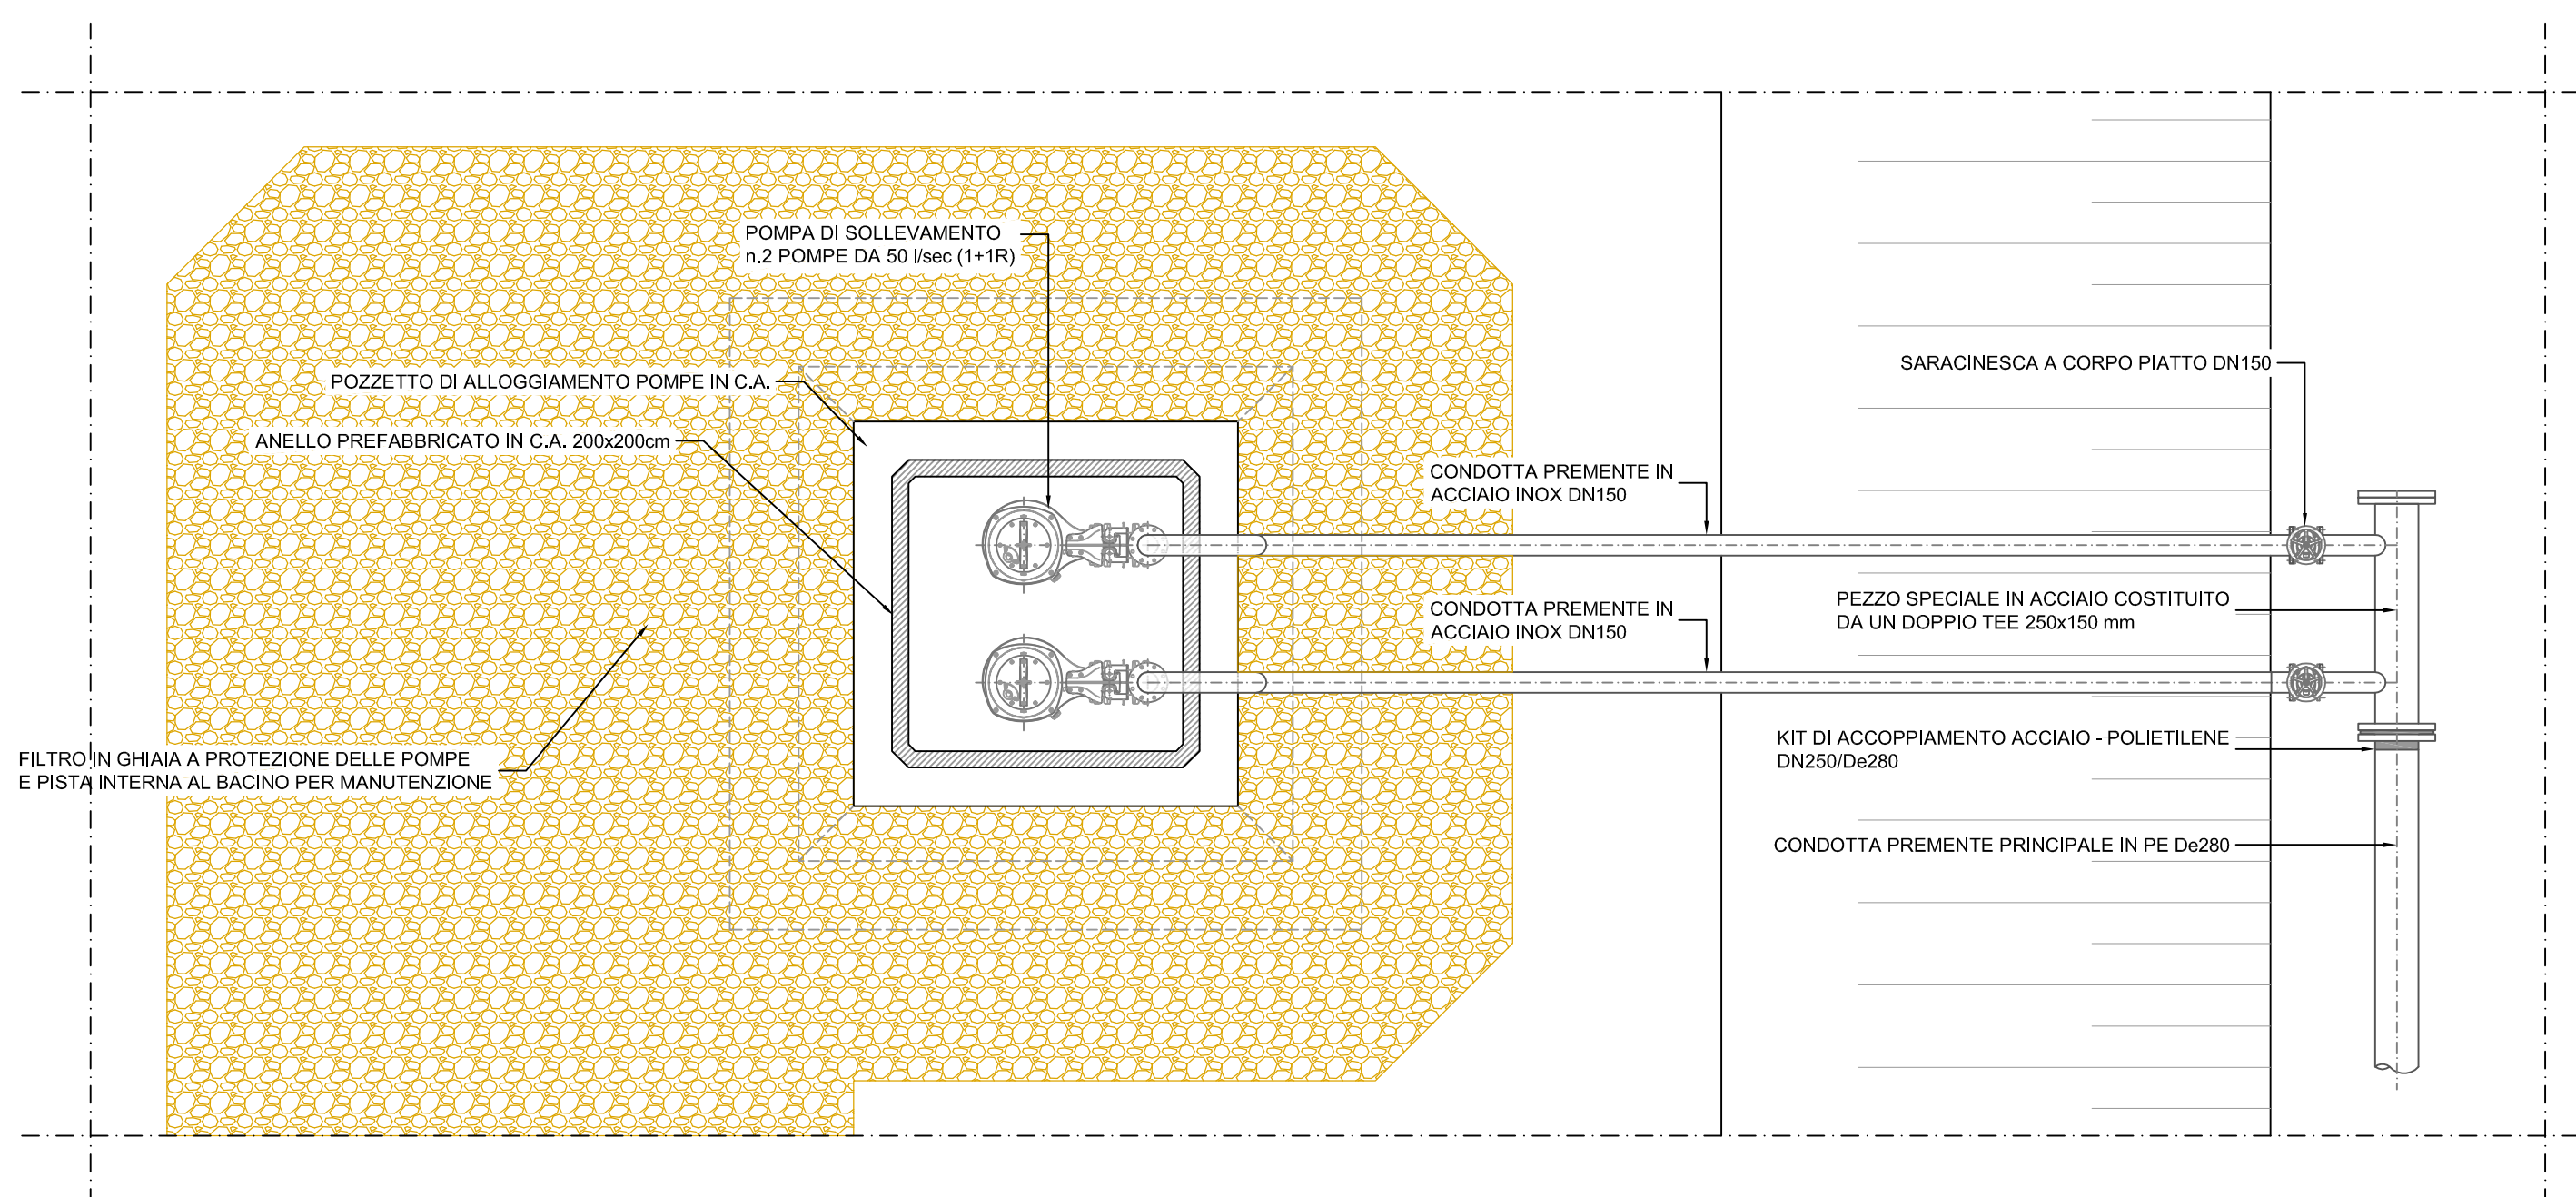 POMPA DI SOLLEVAMENTO
n.2 POMPE DA 50 l/sec (1+1R)
POZZETTO DI ALLOGGIAMENTO POMPE IN C.A.
ANELLO PREFABBRICATO IN C.A. 200x200cm
FILTRO IN GHIAIA A PROTEZIONE DELLE POMPE
E PISTA INTERNA AL BACINO PER MANUTENZIONE
CONDOTTA PREMENTE IN
ACCIAIO INOX DN150
CONDOTTA PREMENTE IN
ACCIAIO INOX DN150
SARACINESCA A CORPO PIATTO DN150
PEZZO SPECIALE IN ACCIAIO COSTITUITO
DA UN DOPPIO TEE 250x150 mm
KIT DI ACCOPPIAMENTO ACCIAIO - POLIETILENE
DN250/De280
CONDOTTA PREMENTE PRINCIPALE IN PE De280